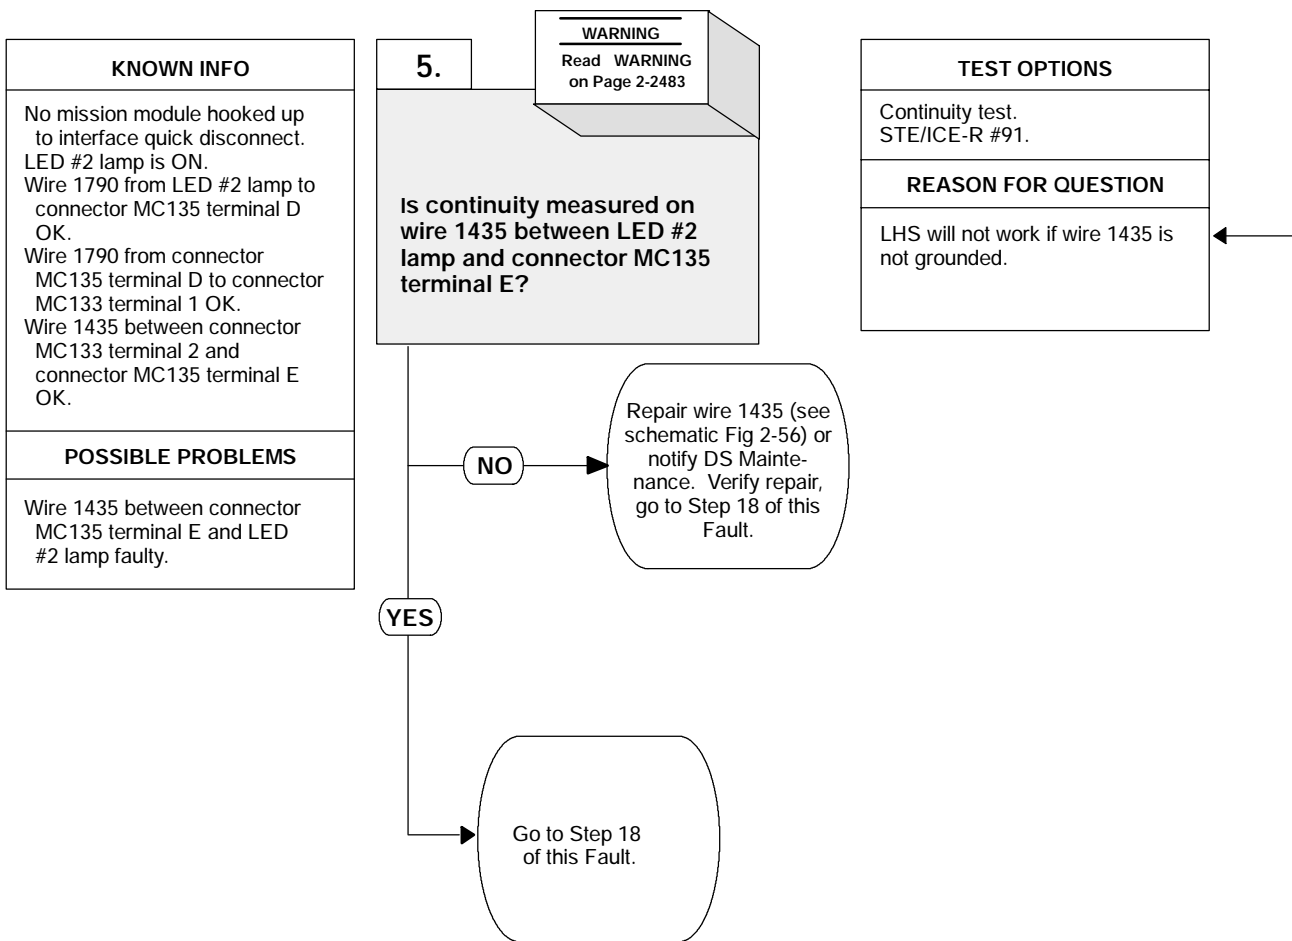 KNOWN INFO
No mission module hooked up
to interface quick disconnect.
LED #2 lamp is ON.
Wire 1790 from LED #2 lamp to
connector MC135 terminal D
OK.
Wire 1790 from connector
MC135 terminal D to connector
MC133 terminal 1 OK.
Wire 1435 between connector
MC133 terminal 2 and
connector MC135 terminal E
OK.
POSSIBLE PROBLEMS
Wire 1435 between connector
MC135 terminal E and LED
#2 lamp faulty.
5.
WARNING
Read WARNING
on Page 2-2483
Is continuity measured on
wire 1435 between LED #2
lamp and connector MC135
terminal E?
TEST OPTIONS
Continuity test.
STE/ICE-R #91.
REASON FOR QUESTION
LHS will not work if wire 1435 is
not grounded.
NO
Repair wire 1435 (see
schematic Fig 2-56) or
notify DS Mainte-
nance. Verify repair,
go to Step 18 of this
Fault.
YES
Go to Step 18
of this Fault.